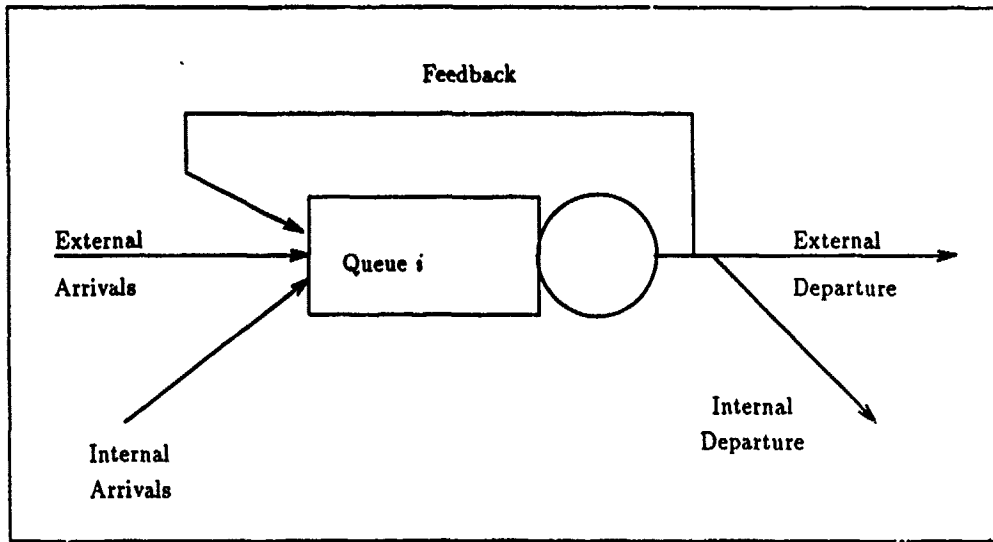 Feedback
External
Arrivals
Queue i
External
Departure
Internal
Departure
Internal
Arrivals